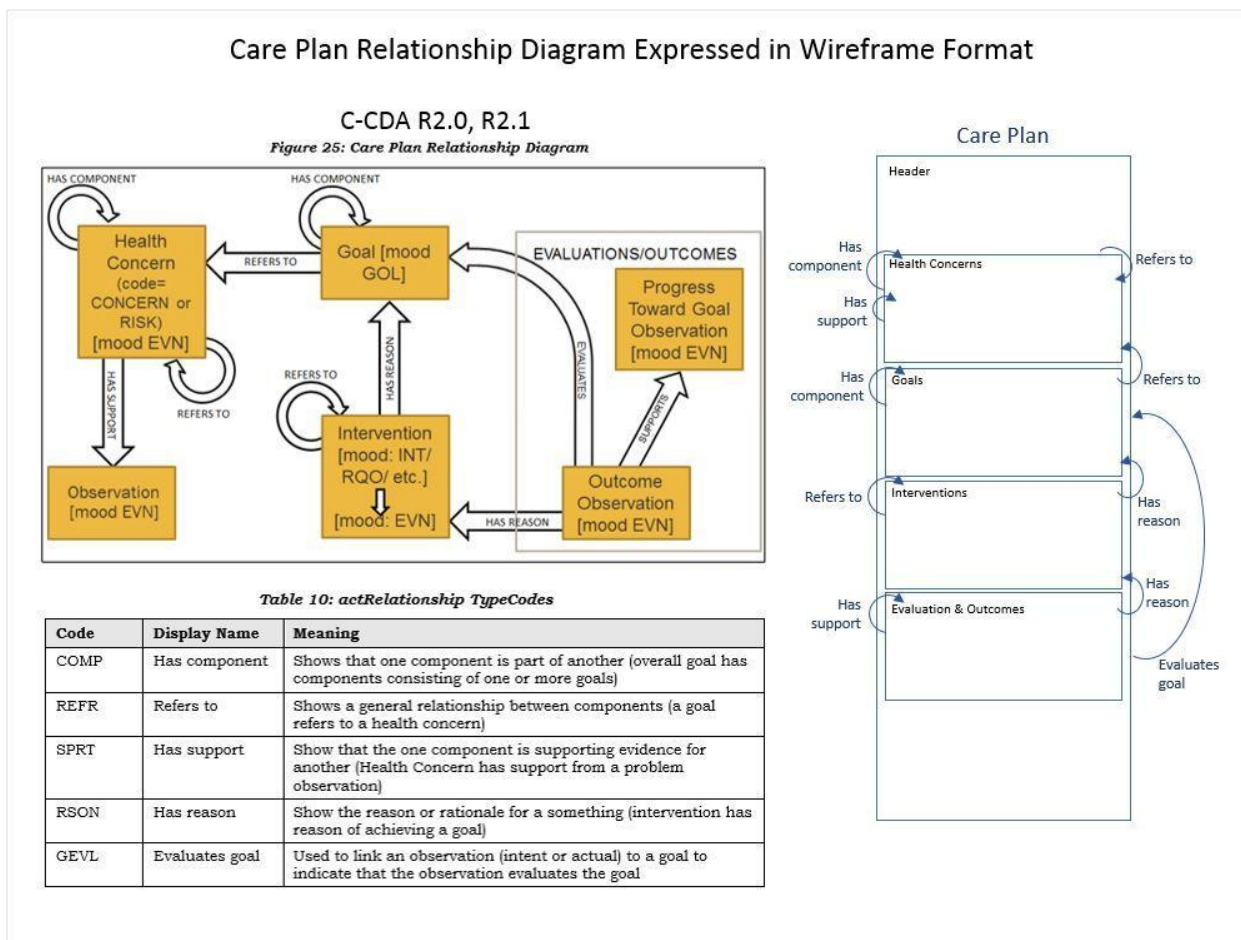 Care Plan Relationship Diagram Expressed in Wireframe Format
C-CDA R2.0, R2.1
Figure 25: Care Plan Relationship Diagram
HAS COMPONENT
HAS COMPONENT
Health
Concern
(code=
CONCERN or
RISK)
[mood EVN]
REFERS TO
Goal [mood
GOL]
EVALUATIONS/OUTCOMES
Progress
Toward Goal
Observation
[mood EVN]
HAS SUPPORT
REFERS TO
REFERS TO
HAS REASON
EVALUATES
SUPPORTS
Observation
[mood EVN]
Intervention
[mood: INT/
RQO/ etc.]
[mood: EVN]
HAS REASON
Outcome
Observation
[mood EVN]
Table 10: actRelationship TypeCodes
Code Display Name Meaning
COMP Has component Shows that one component is part of another (overall goal has
components consisting of one or more goals)
REFR Refers to Shows a general relationship between components (a goal
refers to a health concern)
SPRT Has support Show that the one component is supporting evidence for
another (Health Concern has support from a problem
observation)
RSON Has reason Show the reason or rationale for a something (intervention has
reason of achieving a goal)
GEVL Evaluates goal Used to link an observation (intent or actual) to a goal to
indicate that the observation evaluates the goal
Care Plan
Header
Has
component
Health Concerns
Refers to
Has
support
Has
component
Goals
Refers to
Refers to
Interventions
Has
reason
Has
support
Evaluation & Outcomes
Has
reason
Evaluates
goal